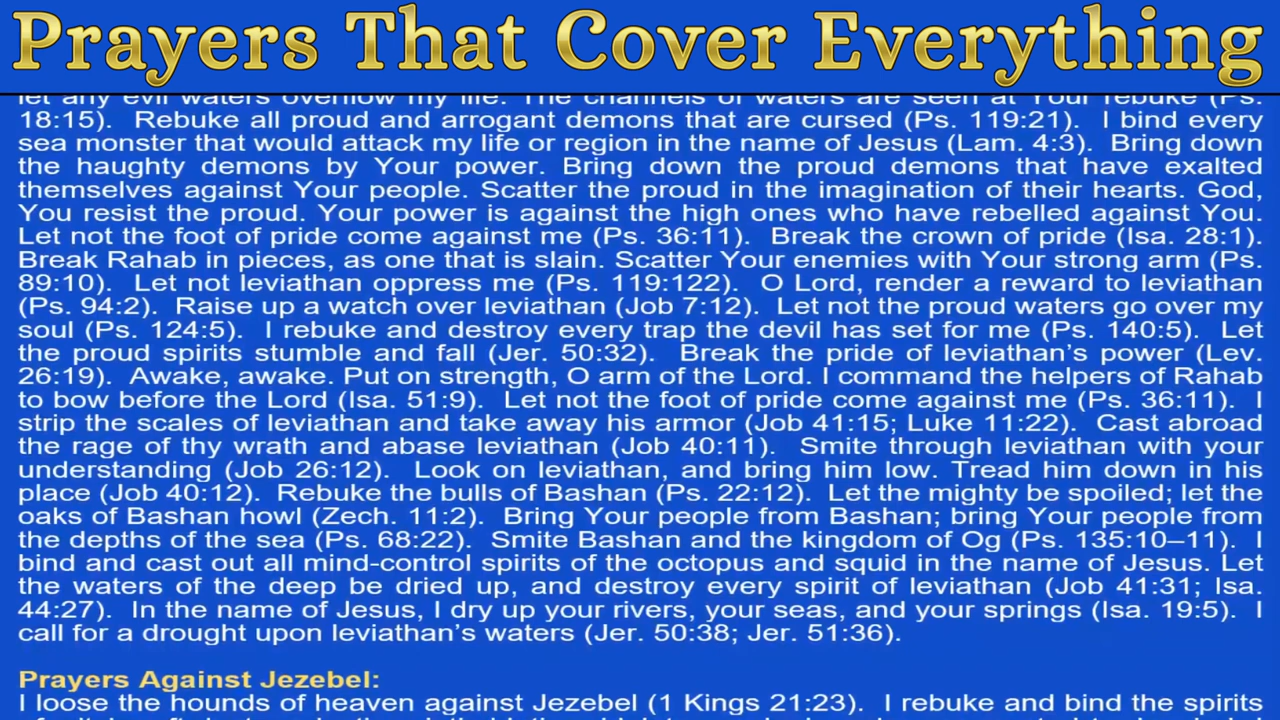 Prayers That Cover Everything
let any evil waters overflow my life. The channels of waters are seen at Your rebuke (Ps.
18:15).  Rebuke all proud and arrogant demons that are cursed (Ps. 119:21).  I bind every
sea monster that would attack my life or region in the name of Jesus (Lam. 4:3).  Bring down
the haughty demons by Your power. Bring down the proud demons that have exalted
themselves against Your people. Scatter the proud in the imagination of their hearts. God,
You resist the proud. Your power is against the high ones who have rebelled against You.
Let not the foot of pride come against me (Ps. 36:11).  Break the crown of pride (Isa. 28:1).
Break Rahab in pieces, as one that is slain. Scatter Your enemies with Your strong arm (Ps.
89:10).  Let not leviathan oppress me (Ps. 119:122).  O Lord, render a reward to leviathan
(Ps. 94:2).  Raise up a watch over leviathan (Job 7:12).  Let not the proud waters go over my
soul (Ps. 124:5).  I rebuke and destroy every trap the devil has set for me (Ps. 140:5).  Let
the proud spirits stumble and fall (Jer. 50:32).  Break the pride of leviathan's power (Lev.
26:19).  Awake, awake. Put on strength, O arm of the Lord. I command the helpers of Rahab
to bow before the Lord (Isa. 51:9).  Let not the foot of pride come against me (Ps. 36:11).  I
strip the scales of leviathan and take away his armor (Job 41:15; Luke 11:22).  Cast abroad
the rage of thy wrath and abase leviathan (Job 40:11).  Smite through leviathan with your
understanding (Job 26:12).  Look on leviathan, and bring him low. Tread him down in his
place (Job 40:12).  Rebuke the bulls of Bashan (Ps. 22:12).  Let the mighty be spoiled; let the
oaks of Bashan howl (Zech. 11:2).  Bring Your people from Bashan; bring Your people from
the depths of the sea (Ps. 68:22).  Smite Bashan and the kingdom of Og (Ps. 135:10–11).  I
bind and cast out all mind-control spirits of the octopus and squid in the name of Jesus. Let
the waters of the deep be dried up, and destroy every spirit of leviathan (Job 41:31; Isa.
44:27).  In the name of Jesus, I dry up your rivers, your seas, and your springs (Isa. 19:5).  I
call for a drought upon leviathan's waters (Jer. 50:38; Jer. 51:36).
Prayers Against Jezebel:
I loose the hounds of heaven against Jezebel (1 Kings 21:23).  I rebuke and bind the spirits